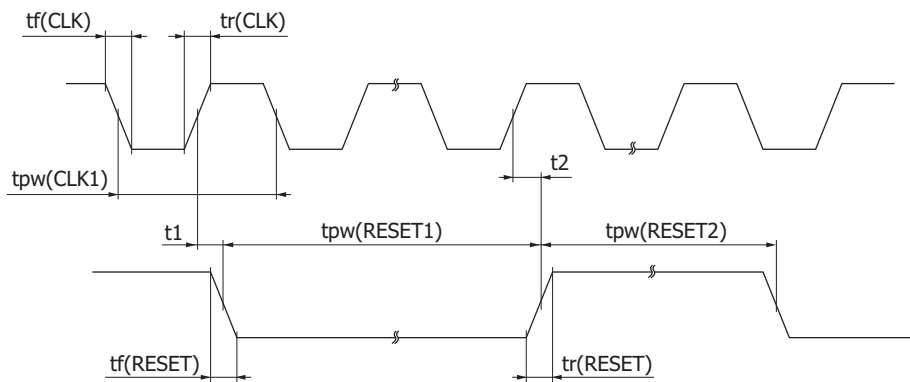 tf(CLK) tr(CLK)
tpw(CLK1) t2
t1 tpw(RESET1) tpw(RESET2)
tf(RESET) tr(RESET)